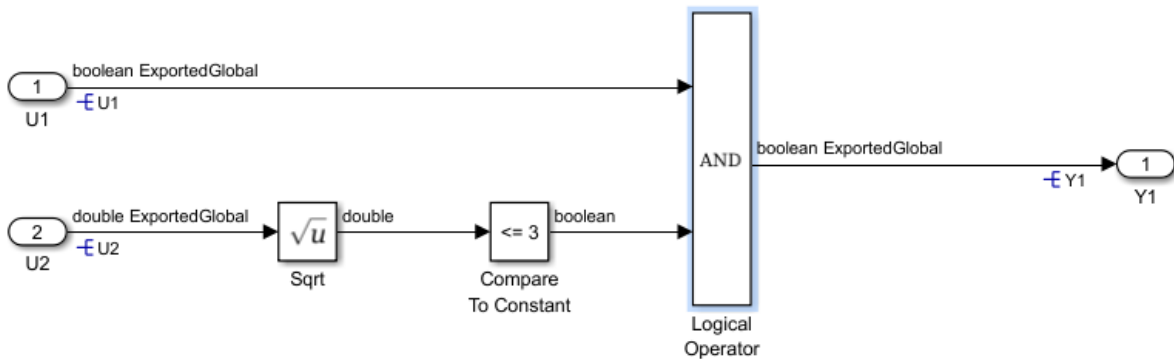 boolean ExportedGlobal
1
U1
U1
AND
boolean ExportedGlobal
1
Y1
Y1
double ExportedGlobal
2
U2
U2
√u
double
Sqrt
<= 3
boolean
Compare
To Constant
Logical
Operator